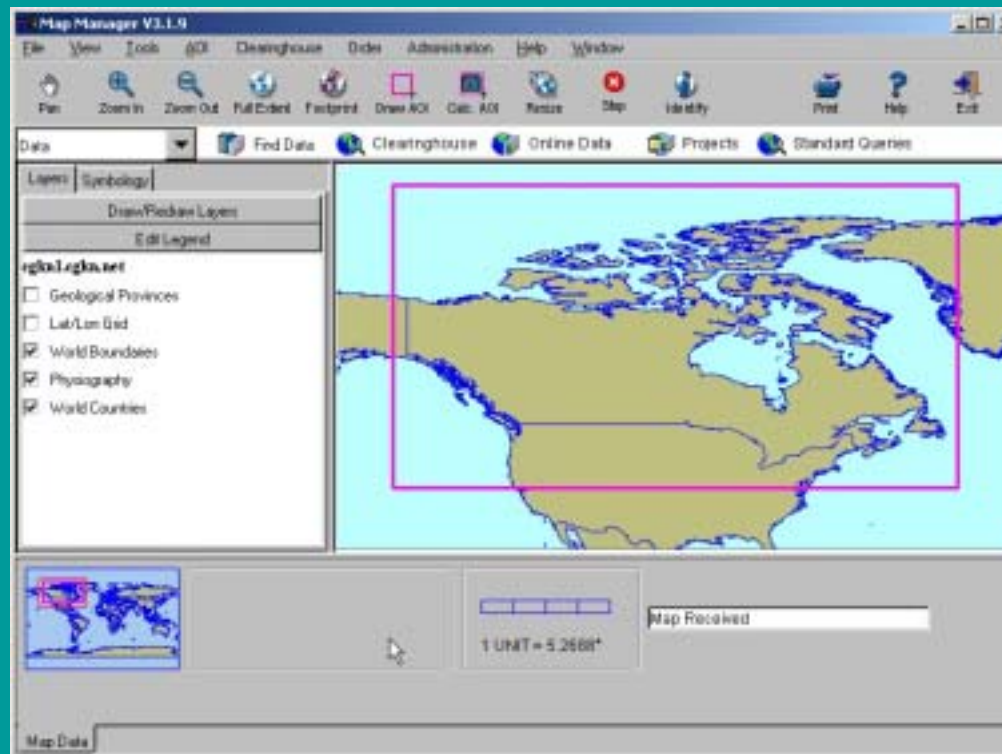 Map Manager V3.1.9
File View Tools AOI Clearinghouse Order Administration Help Window
Pan Zoom In Zoom Out Full Extent Footprint Draw AOI Calc. AOI Resize Stop Identify Print Help Exit
Data Find Data Clearinghouse Online Data Projects Standard Queries
Layers Symbology
Draw/Redraw Layers
Edit Legend
cgkn1.cgkn.net
Geological Provinces
Lat/Lon Grid
World Boundaries
Physiography
World Countries
Map Received
1 UNIT = 5.2688°
Map Data